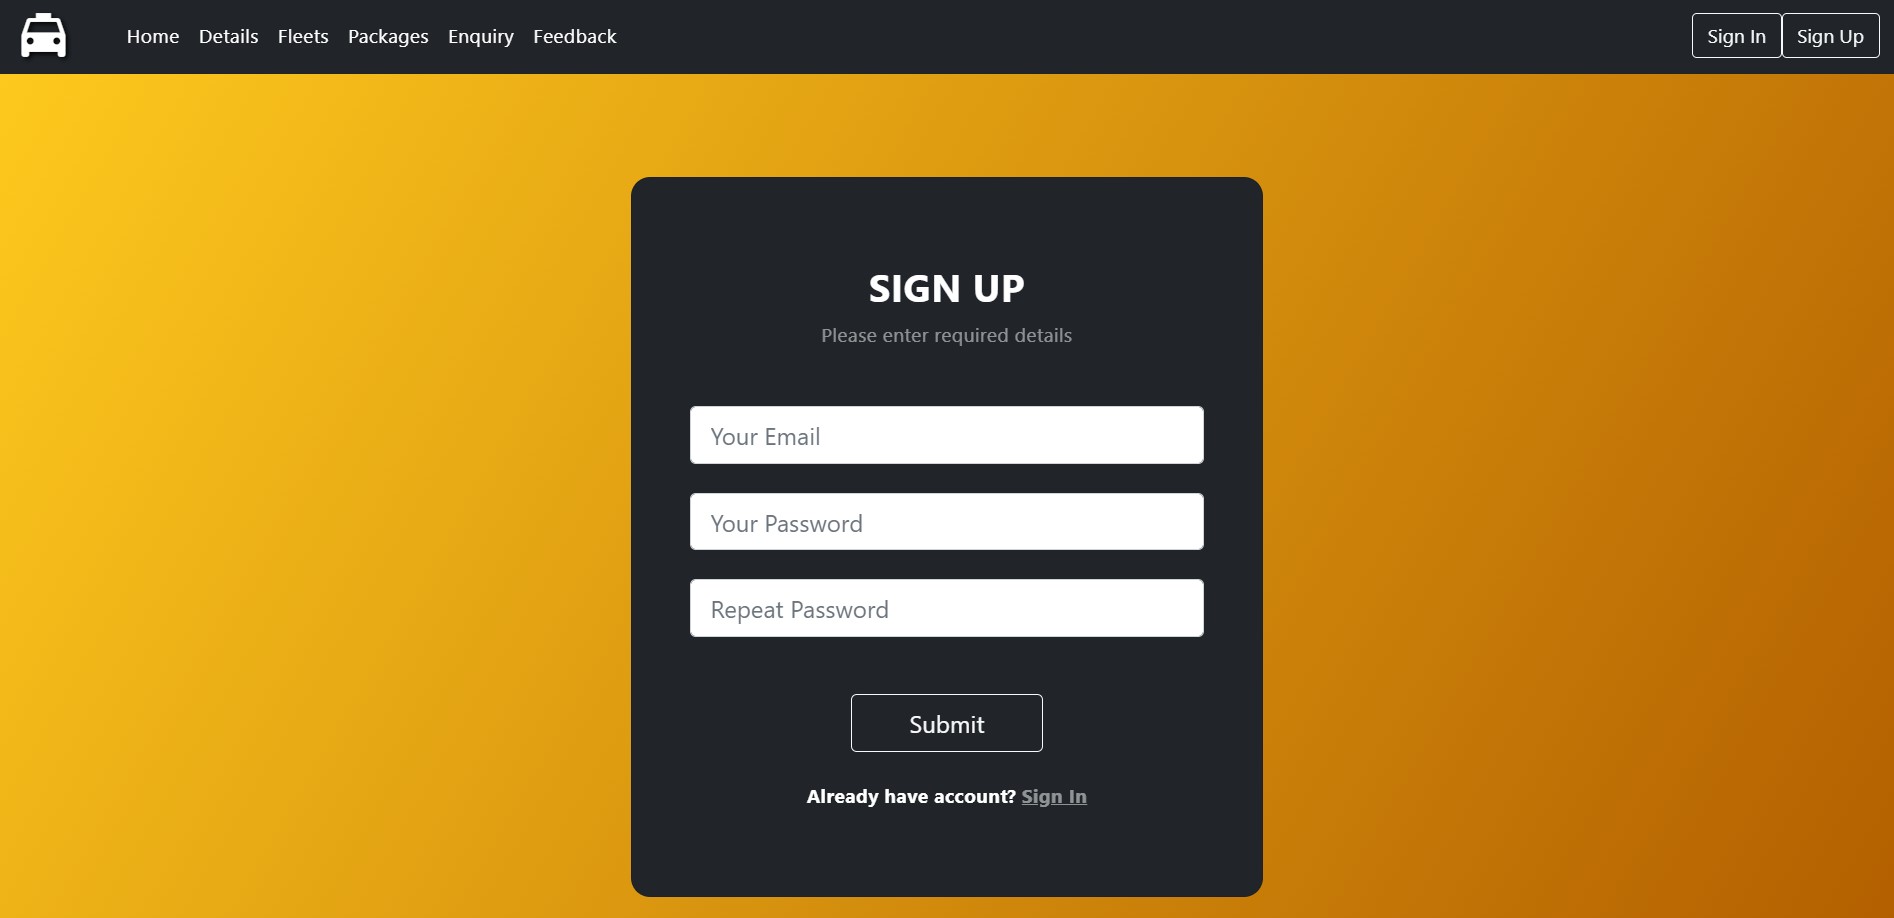 Home Details Fleets Packages Enquiry Feedback Sign In Sign Up
SIGN UP
Please enter required details
Your Email
Your Password
Repeat Password
Submit
Already have account? Sign In